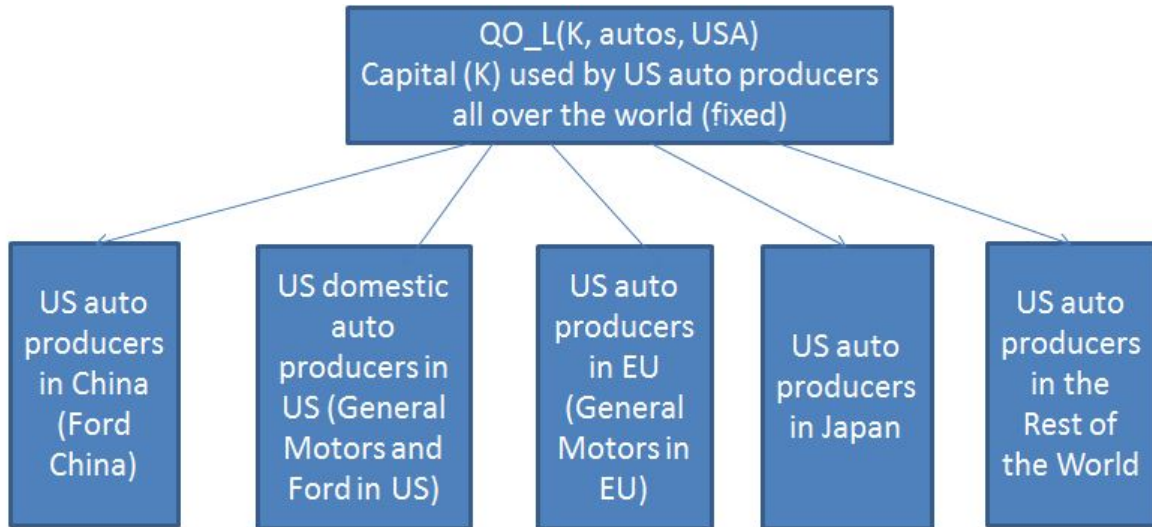 QO_L(K, autos, USA)
Capital (K) used by US auto producers
all over the world (fixed)
US auto
producers
in China
(Ford
China)
US domestic
auto
producers in
US (General
Motors and
Ford in US)
US auto
producers
in EU
(General
Motors in
EU)
US auto
producers
in Japan
US auto
producers
in the
Rest of
the World